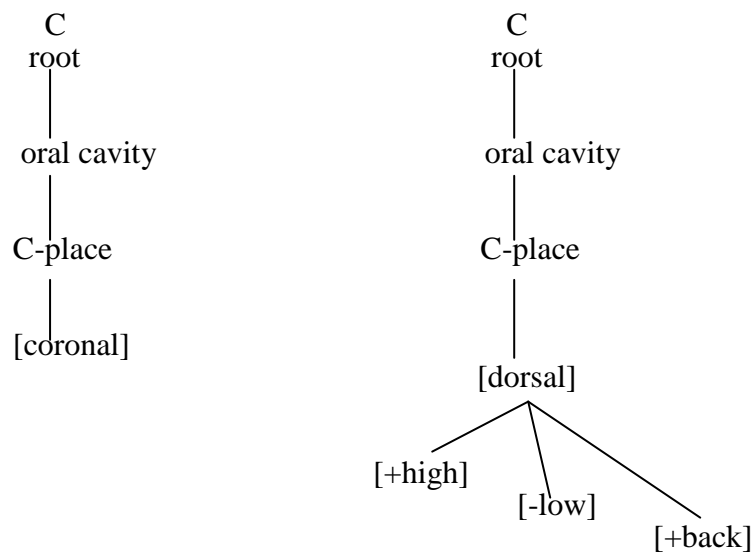 C
root
oral cavity
C-place
[coronal]
C
root
oral cavity
C-place
[dorsal]
[+high]
[-low]
[+back]